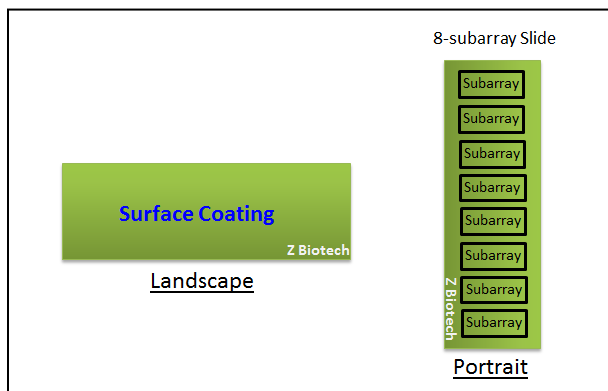 8-subarray Slide
Subarray
Subarray
Subarray
Subarray
Subarray
Subarray
Subarray
Subarray
Z Biotech
Portrait
Surface Coating
Z Biotech
Landscape